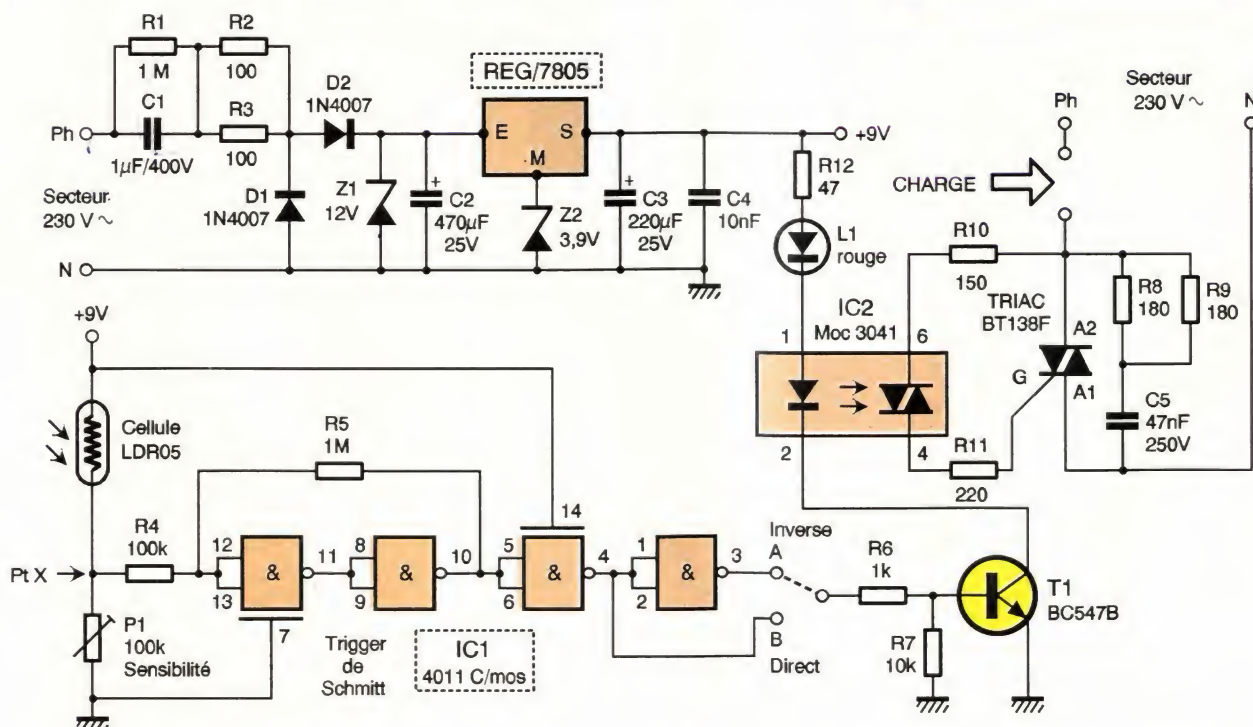 R1
1 M
C1
1µF/400V
R2
100
R3
100
Ph
Secteur
230 V ~
N
D2
1N4007
D1
1N4007
Z1
12V
C2
470µF
25V
+
REG/7805
E
S
M
Z2
3,9V
+
C3
220µF
25V
C4
10nF
+9V
R12
47
L1
rouge
IC2
Moc 3041
1
6
2
4
R10
150
R11
220
CHARGE
Ph
Secteur
230 V ~
N
TRIAC
BT138F
A2
G
A1
R8
180
R9
180
C5
47nF
250V
+9V
Cellule
LDR05
Pt X
R4
100k
P1
100k
Sensibilité
R5
1M
12
13
&
11
7
8
9
&
10
Trigger
de
Schmitt
IC1
4011 C/mos
5
6
&
14
4
1
2
&
3
Inverse
A
B
Direct
R6
1k
R7
10k
T1
BC547B